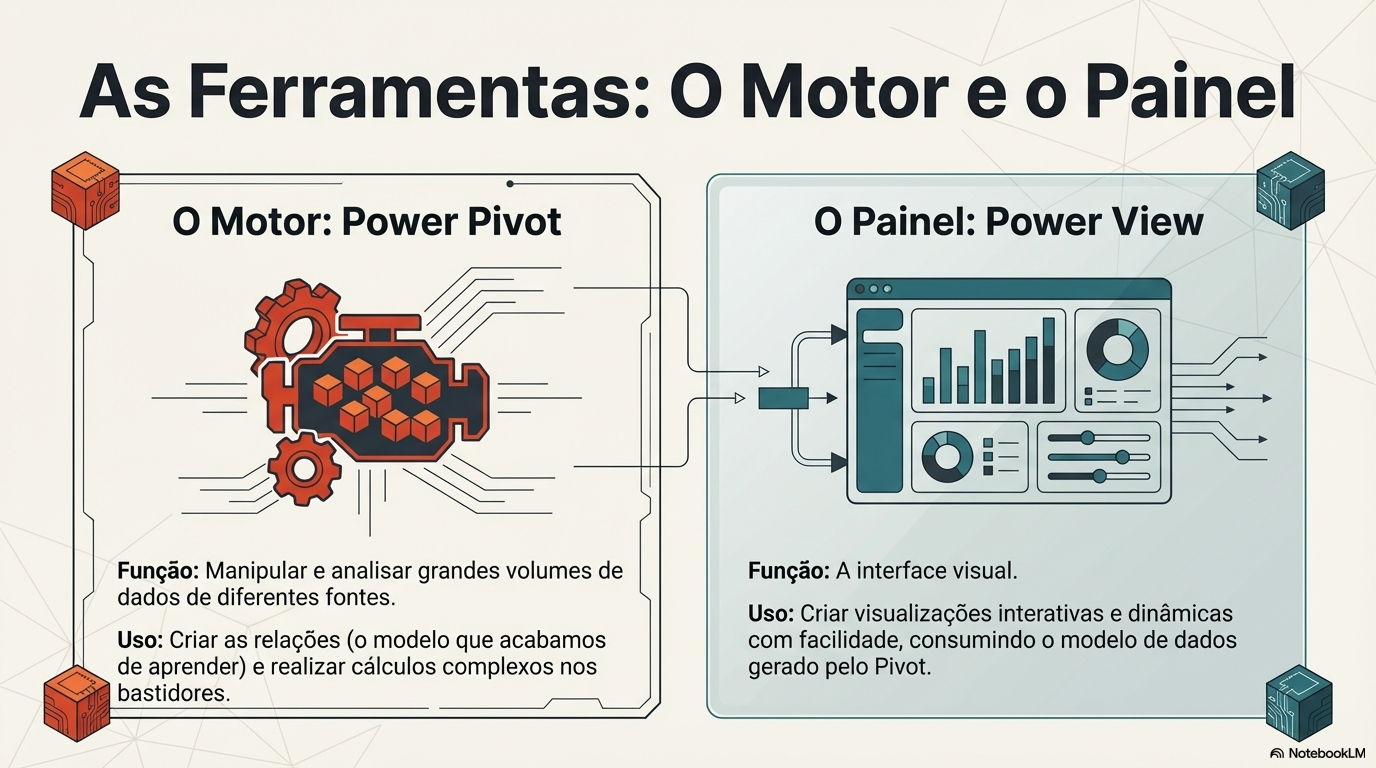 As Ferramentas: O Motor e o Painel
O Motor: Power Pivot
Função: Manipular e analisar grandes volumes de
dados de diferentes fontes.
Uso: Criar as relações (o modelo que acabamos
de aprender) e realizar cálculos complexos nos
bastidores.
O Painel: Power View
Função: A interface visual.
Uso: Criar visualizações interativas e dinâmicas
com facilidade, consumindo o modelo de dados
gerado pelo Pivot.
NotebookLM